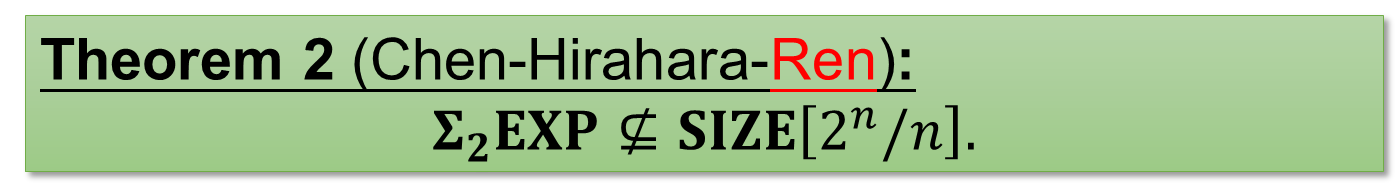 Theorem 2 (Chen-Hirahara-Ren):
Σ₂EXP ⊈ SIZE[2ⁿ/n].